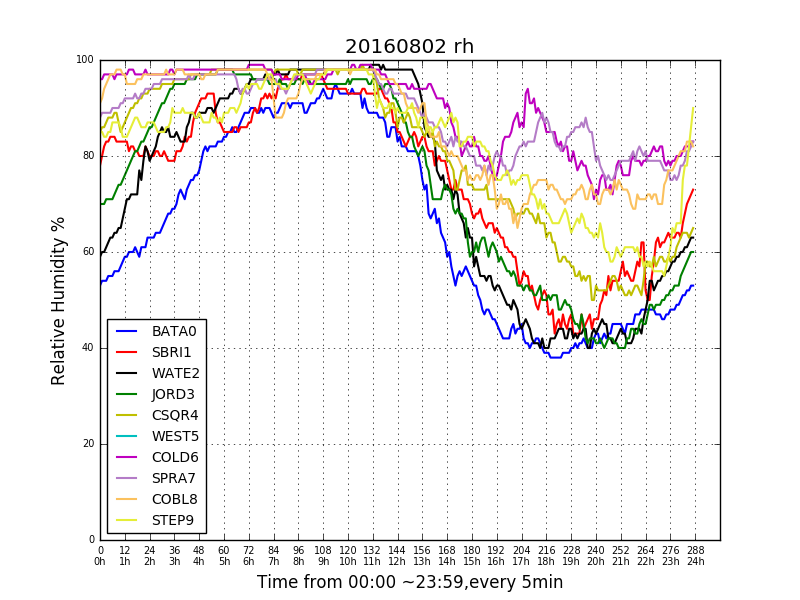 20160802 rh
Relative Humidity %
100
80
60
40
20
0
BATA0
SBRI1
WATE2
JORD3
CSQR4
WEST5
COLD6
SPRA7
COBL8
STEP9
0 12 24 36 48 60 72 84 96 108 120 132 144 156 168 180 192 204 216 228 240 252 264 276 288
0h 1h 2h 3h 4h 5h 6h 7h 8h 9h 10h 11h 12h 13h 14h 15h 16h 17h 18h 19h 20h 21h 22h 23h 24h
Time from 00:00 ~23:59,every 5min